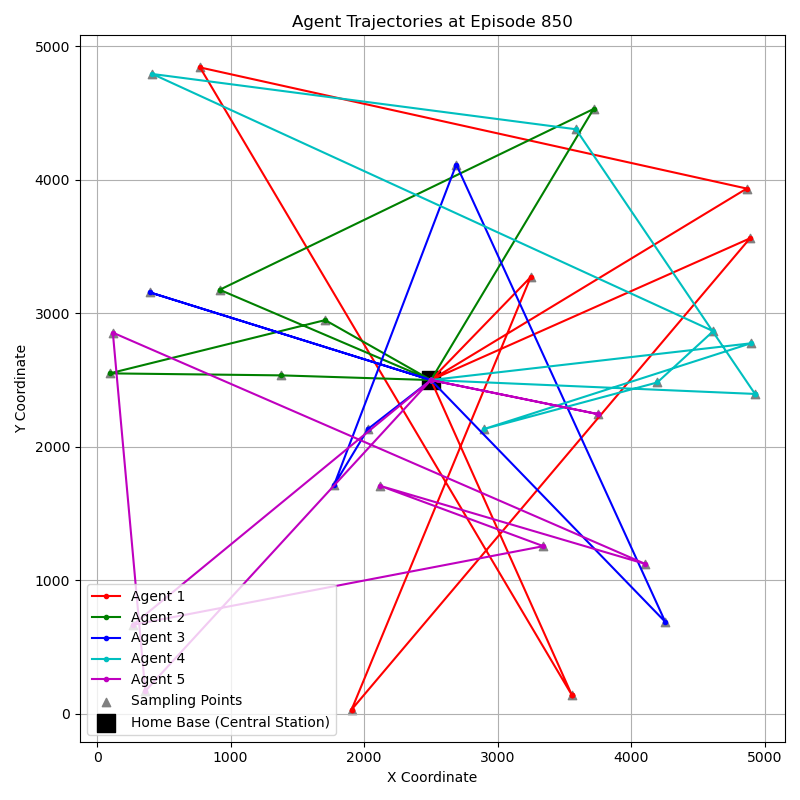 Agent Trajectories at Episode 850
5000
4000
3000
2000
1000
0
Y Coordinate
Agent 1
Agent 2
Agent 3
Agent 4
Agent 5
Sampling Points
Home Base (Central Station)
0 1000 2000 3000 4000 5000
X Coordinate